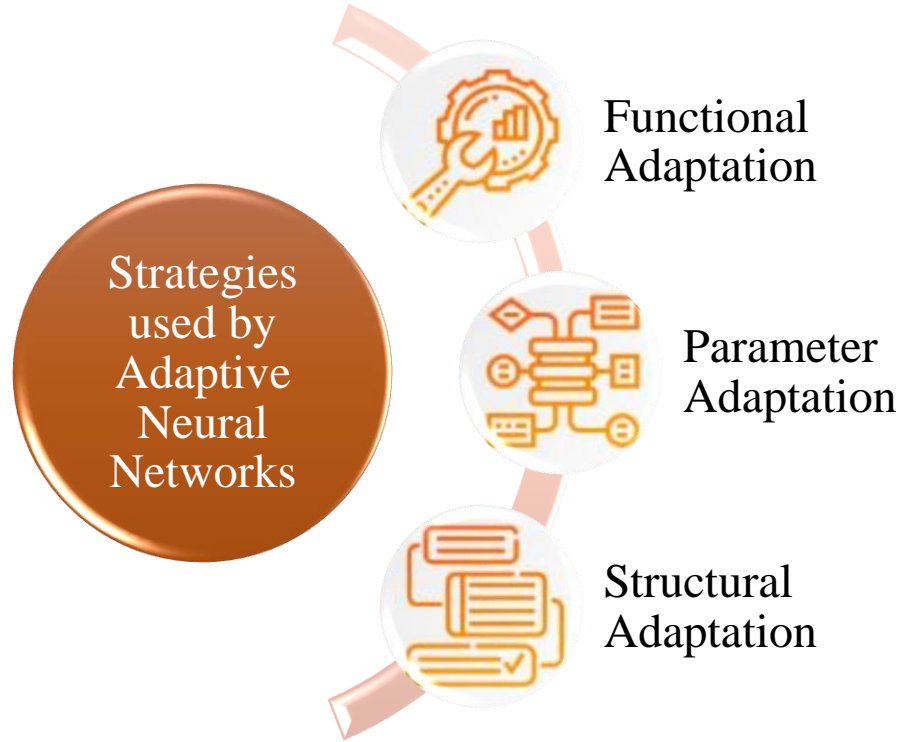 Strategies
used by
Adaptive
Neural
Networks
Functional
Adaptation
Parameter
Adaptation
Structural
Adaptation